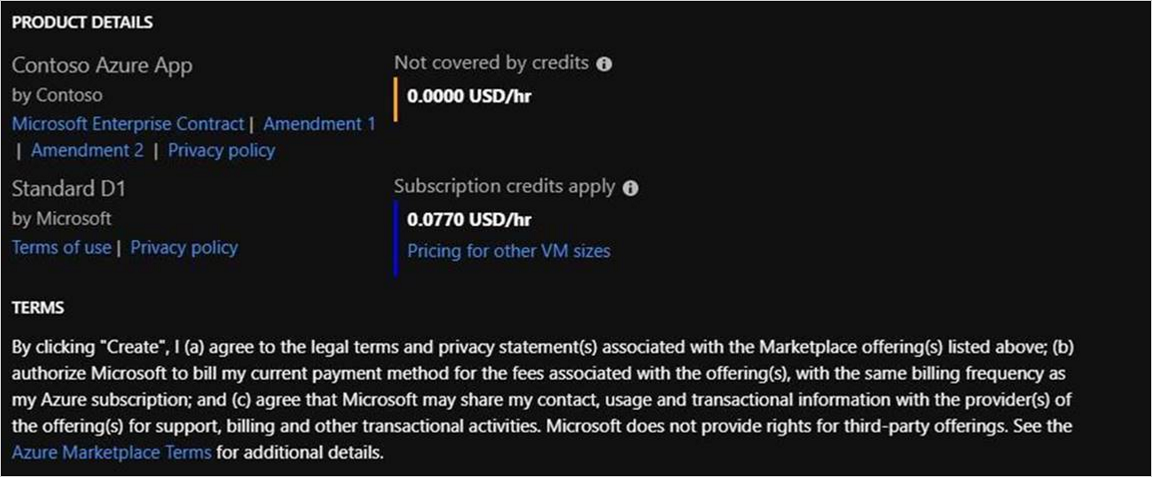 PRODUCT DETAILS
Contoso Azure App
by Contoso
Microsoft Enterprise Contract | Amendment 1
| Amendment 2 | Privacy policy
Not covered by credits
0.0000 USD/hr
Standard D1
by Microsoft
Terms of use | Privacy policy
Subscription credits apply
0.0770 USD/hr
Pricing for other VM sizes
TERMS
By clicking "Create", I (a) agree to the legal terms and privacy statement(s) associated with the Marketplace offering(s) listed above; (b)
authorize Microsoft to bill my current payment method for the fees associated with the offering(s), with the same billing frequency as
my Azure subscription; and (c) agree that Microsoft may share my contact, usage and transactional information with the provider(s) of
the offering(s) for support, billing and other transactional activities. Microsoft does not provide rights for third-party offerings. See the
Azure Marketplace Terms for additional details.